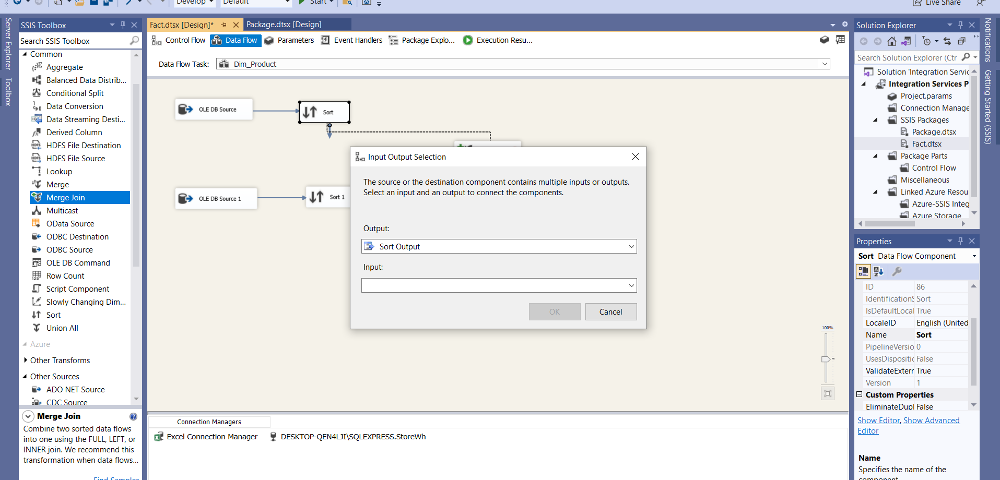 Develop
Default
Start
Live Share
Server Explorer
Toolbox
SSIS Toolbox
Search SSIS Toolbox
Common
Aggregate
Balanced Data Distrib...
Conditional Split
Data Conversion
Data Streaming Desti...
Derived Column
HDFS File Destination
HDFS File Source
Lookup
Merge
Merge Join
Multicast
OData Source
ODBC Destination
ODBC Source
OLE DB Command
Row Count
Script Component
Slowly Changing Dim...
Sort
Union All
Azure
Other Transforms
Other Sources
ADO NET Source
CDC Source
Merge Join
Combine two sorted data flows
into one using the FULL, LEFT, or
INNER join. We recommend this
transformation when data flows...
Find Samples
Fact.dtsx [Design]*
Package.dtsx [Design]
Control Flow
Data Flow
Parameters
Event Handlers
Package Explo...
Execution Resu...
Data Flow Task:
Dim_Product
OLE DB Source
Sort
OLE DB Source 1
Sort 1
Input Output Selection
The source or the destination component contains multiple inputs or outputs.
Select an input and an output to connect the components.
Output:
Sort Output
Input:
OK
Cancel
100%
Connection Managers
Excel Connection Manager
DESKTOP-QEN4LJI\SQLEXPRESS.StoreWh
Solution Explorer
Search Solution Explorer (Ctr
Solution 'Integration Servic
Integration Services P
Project.params
Connection Manage
SSIS Packages
Package.dtsx
Fact.dtsx
Package Parts
Control Flow
Miscellaneous
Linked Azure Resou
Azure-SSIS Integ
Azure Storage
Properties
Sort Data Flow Component
ID 86
IdentificationS Sort
IsDefaultLocal True
LocaleID English (United
Name Sort
PipelineVersio 0
UsesDispositic False
ValidateExterr True
Version 1
Custom Properties
EliminateDupl False
Show Editor, Show Advanced
Editor
Name
Specifies the name of the
component.
Notifications
Getting Started (SSIS)